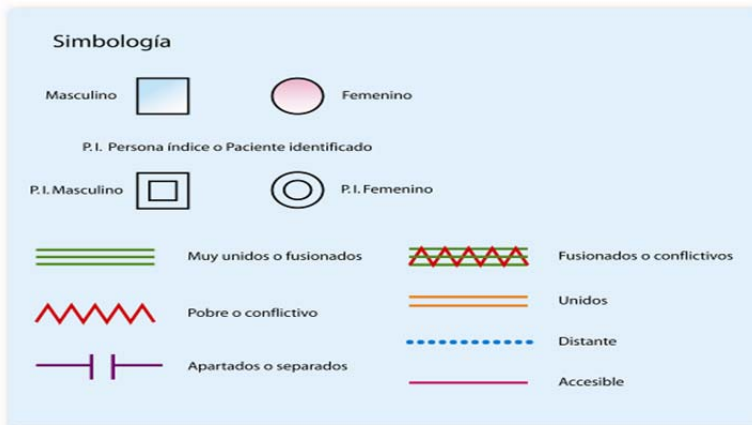 Simbología
Masculino
Femenino
P.I. Persona índice o Paciente identificado
P.I. Masculino
P.I. Femenino
Muy unidos o fusionados
Fusionados o conflictivos
Pobre o conflictivo
Unidos
Distante
Apartados o separados
Accesible